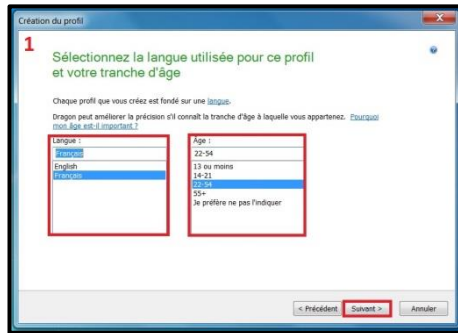 Création du profil
1
Sélectionnez la langue utilisée pour ce profil
et votre tranche d'âge
Chaque profil que vous créez est fondé sur une langue.
Dragon peut améliorer la précision s'il connaît la tranche d'âge à laquelle vous appartenez. Pourquoi
mon âge est-il important ?
Langue :
Français
English
Français
Âge :
22-54
13 ou moins
14-21
22-54
55+
Je préfère ne pas l'indiquer
< Précédent
Suivant >
Annuler